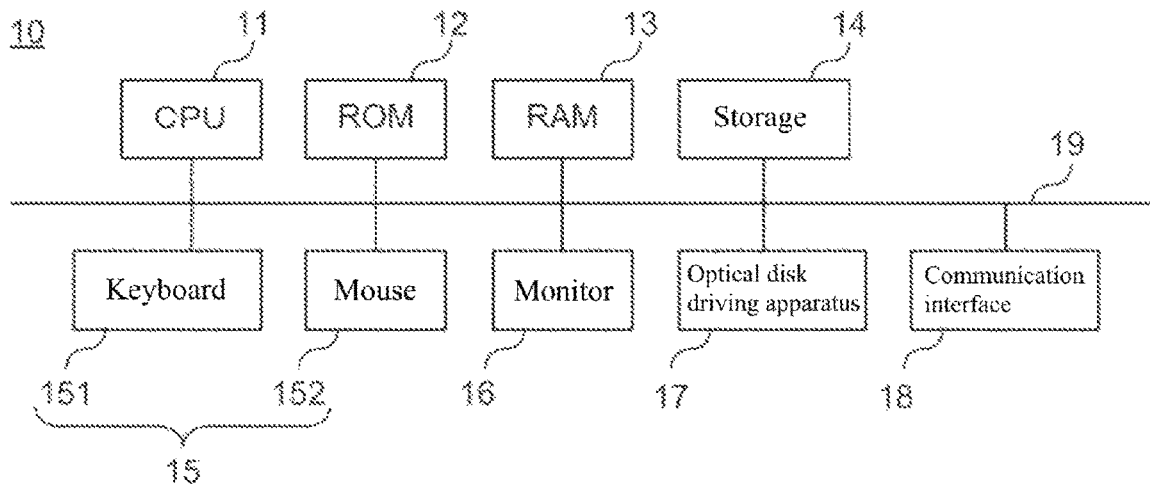 10
11
12
13
14
CPU
ROM
RAM
Storage
19
Keyboard
Mouse
Monitor
Optical disk
driving apparatus
Communication
interface
151
152
16
17
18
15